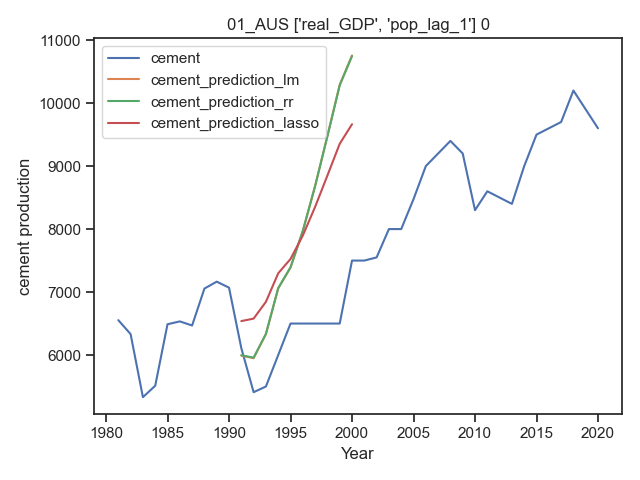 01_AUS ['real_GDP', 'pop_lag_1'] 0
11000
10000
9000
8000
7000
6000
cement production
cement
cement_prediction_lm
cement_prediction_rr
cement_prediction_lasso
1980 1985 1990 1995 2000 2005 2010 2015 2020
Year